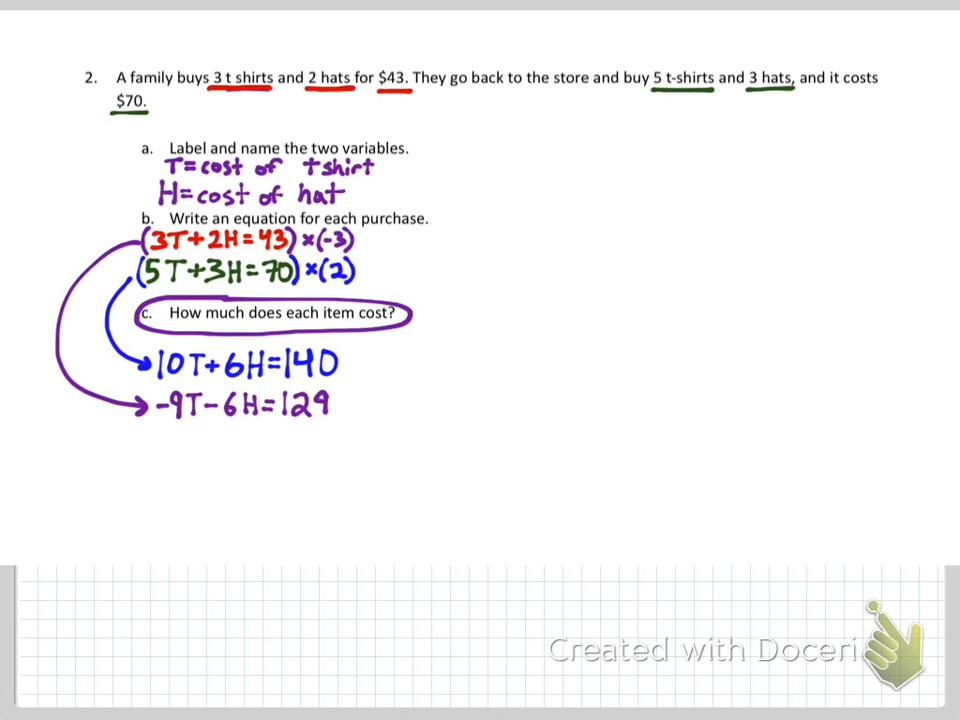 2. A family buys 3 t shirts and 2 hats for $43. They go back to the store and buy 5 t-shirts and 3 hats, and it costs
$70.
a. Label and name the two variables.
T=cost of tshirt
H=cost of hat
b. Write an equation for each purchase.
(3T+2H=43)×(-3)
(5T+3H=70)×(2)
c. How much does each item cost?
10T+6H=140
-9T-6H=129
Created with Doceri